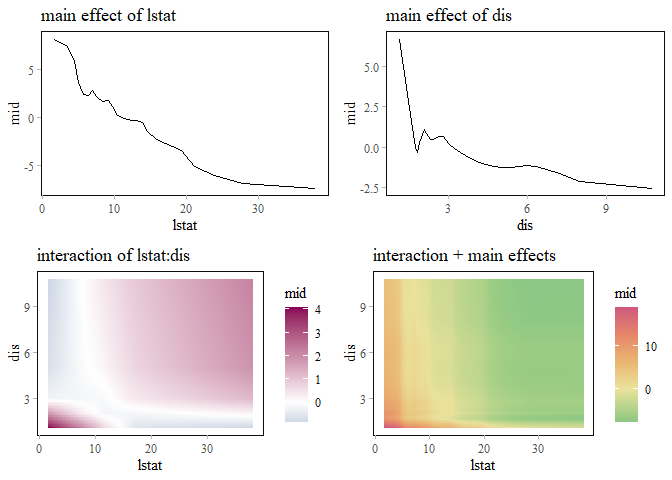 main effect of lstat
mid
5
0
-5
0 10 20 30
lstat
main effect of dis
mid
5.0
2.5
0.0
-2.5
3 6 9
dis
interaction of lstat:dis
dis
9
6
3
0 10 20 30
lstat
mid
4
3
2
1
0
interaction + main effects
dis
9
6
3
0 10 20 30
lstat
mid
10
0